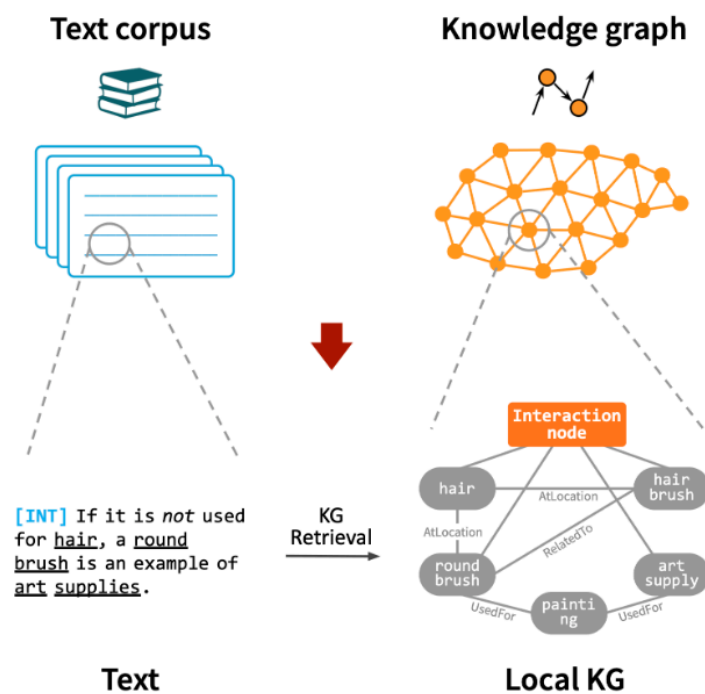 Text corpus
Knowledge graph
Interaction
node
hair
AtLocation
hair
brush
[INT] If it is not used
for hair, a round
brush is an example of
art supplies.
KG
Retrieval
AtLocation
RelatedTo
round
brush
art
supply
UsedFor
painti
ng
UsedFor
Text
Local KG